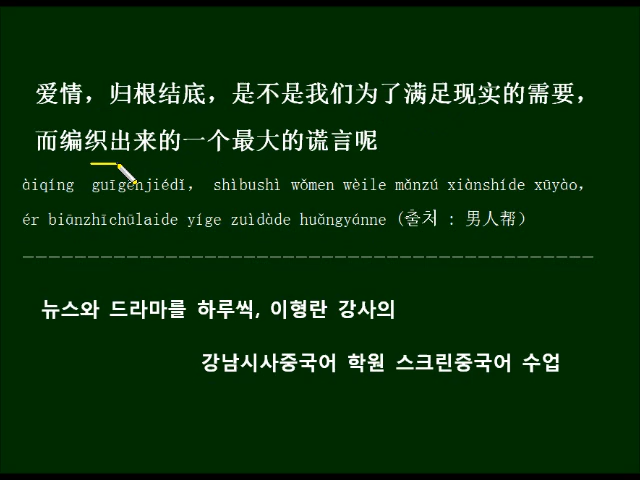 爱情，归根结底，是不是我们为了满足现实的需要，
而编织出来的一个最大的谎言呢
àiqíng guīgēnjiédǐ, shìbushì wǒmen wèile mǎnzú xiànshíde xūyào,
ér biānzhīchūlaide yíge zuìdàde huǎngyánne (출처 : 男人帮)
뉴스와 드라마를 하루씩, 이형란 강사의
강남시사중국어 학원 스크린중국어 수업